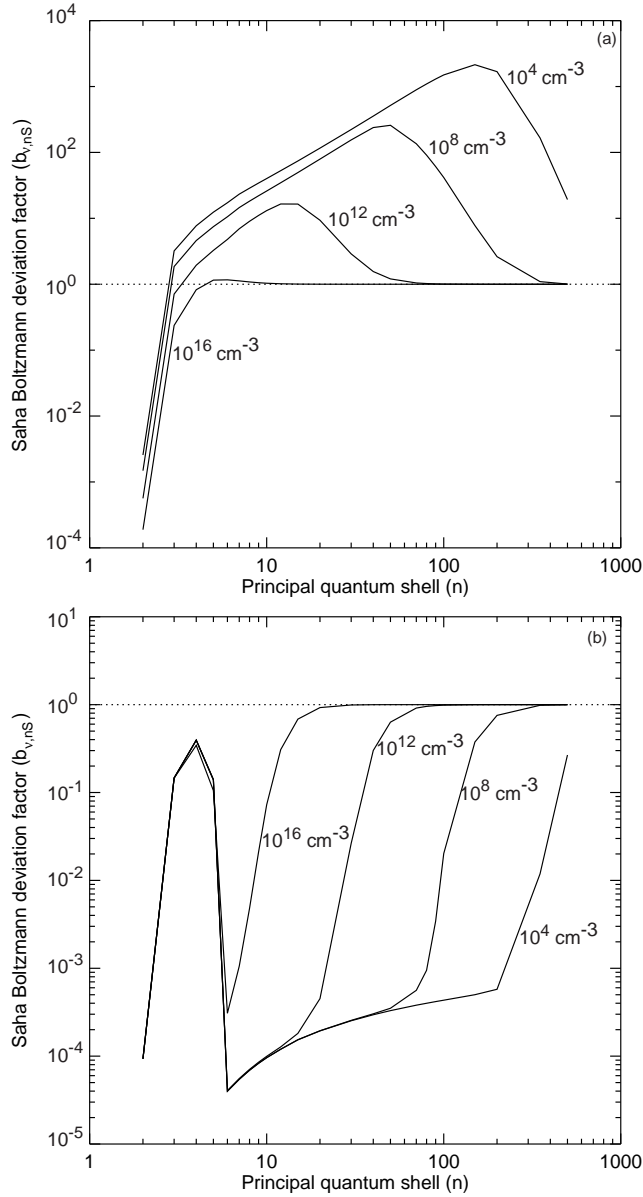 (a)
Saha Boltzmann deviation factor (b_ν,nS)
10^4
10^2
10^0
10^-2
10^-4
10^4 cm^-3
10^8 cm^-3
10^12 cm^-3
10^16 cm^-3
1 10 100 1000
Principal quantum shell (n)
(b)
Saha Boltzmann deviation factor (b_ν,nS)
10^1
10^0
10^-1
10^-2
10^-3
10^-4
10^-5
10^12 cm^-3
10^16 cm^-3
10^8 cm^-3
10^4 cm^-3
1 10 100 1000
Principal quantum shell (n)